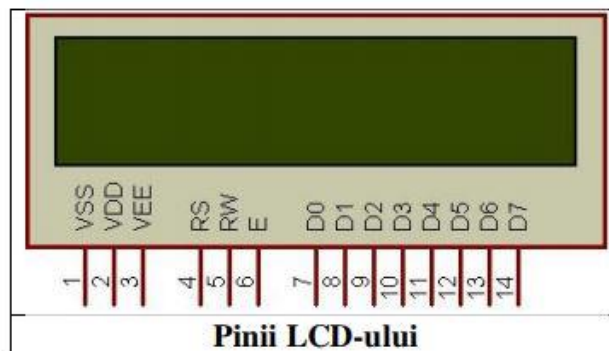 VSS VDD VEE RS RW E D0 D1 D2 D3 D4 D5 D6 D7
1 2 3 4 5 6 7 8 9 10 11 12 13 14
Pinii LCD-ului